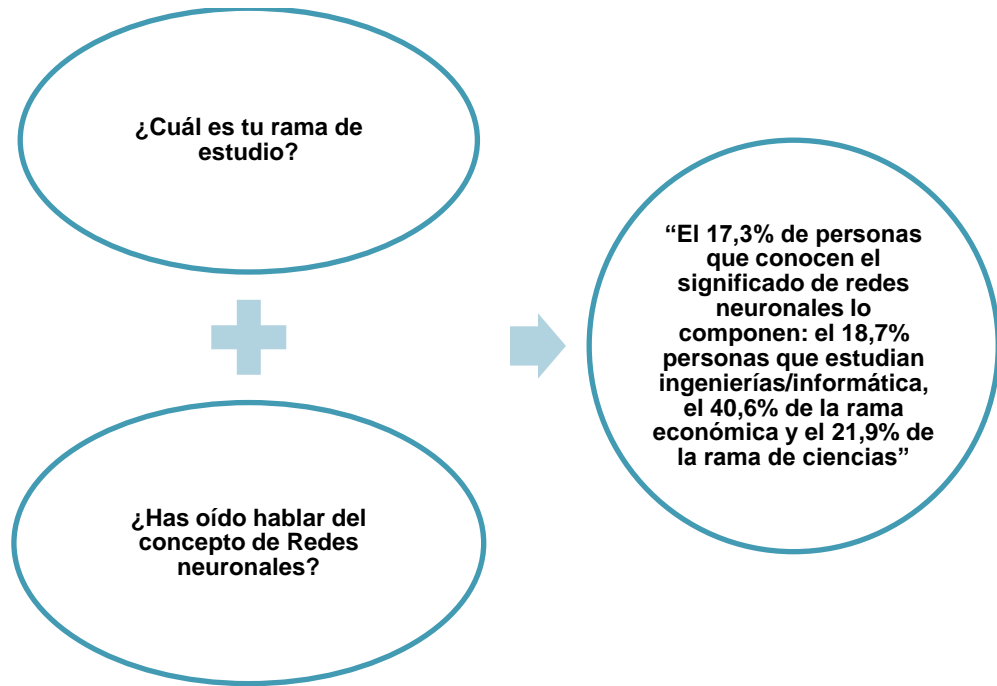 ¿Cuál es tu rama de
estudio?
¿Has oído hablar del
concepto de Redes
neuronales?
“El 17,3% de personas
que conocen el
significado de redes
neuronales lo
componen: el 18,7%
personas que estudian
ingenierías/informática,
el 40,6% de la rama
económica y el 21,9% de
la rama de ciencias”